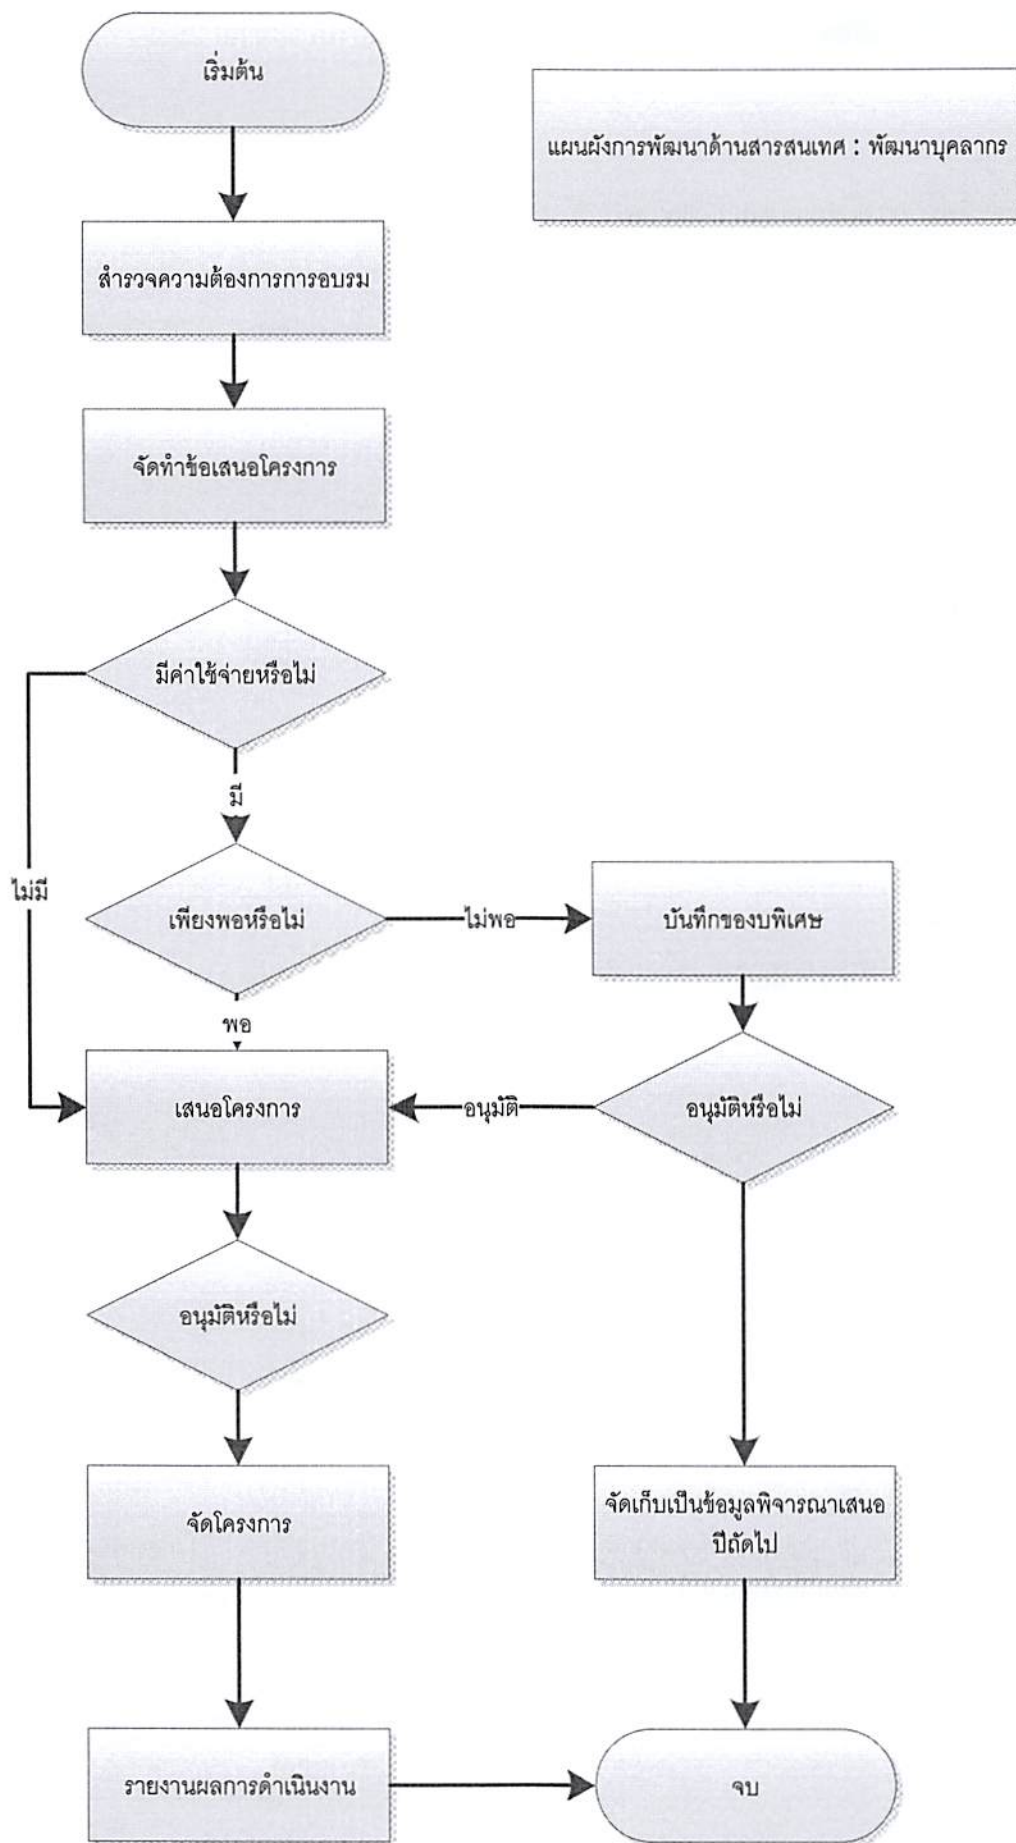 เริ่มต้น
แผนผังการพัฒนาด้านสารสนเทศ : พัฒนาบุคลากร
สำรวจความต้องการการอบรม
จัดทำข้อเสนอโครงการ
มีค่าใช้จ่ายหรือไม่
มี
ไม่มี
เพียงพอหรือไม่
ไม่พอ
บันทึกของบพิเศษ
พอ
เสนอโครงการ
อนุมัติ
อนุมัติหรือไม่
อนุมัติหรือไม่
จัดโครงการ
จัดเก็บเป็นข้อมูลพิจารณาเสนอ
ปีถัดไป
รายงานผลการดำเนินงาน
จบ